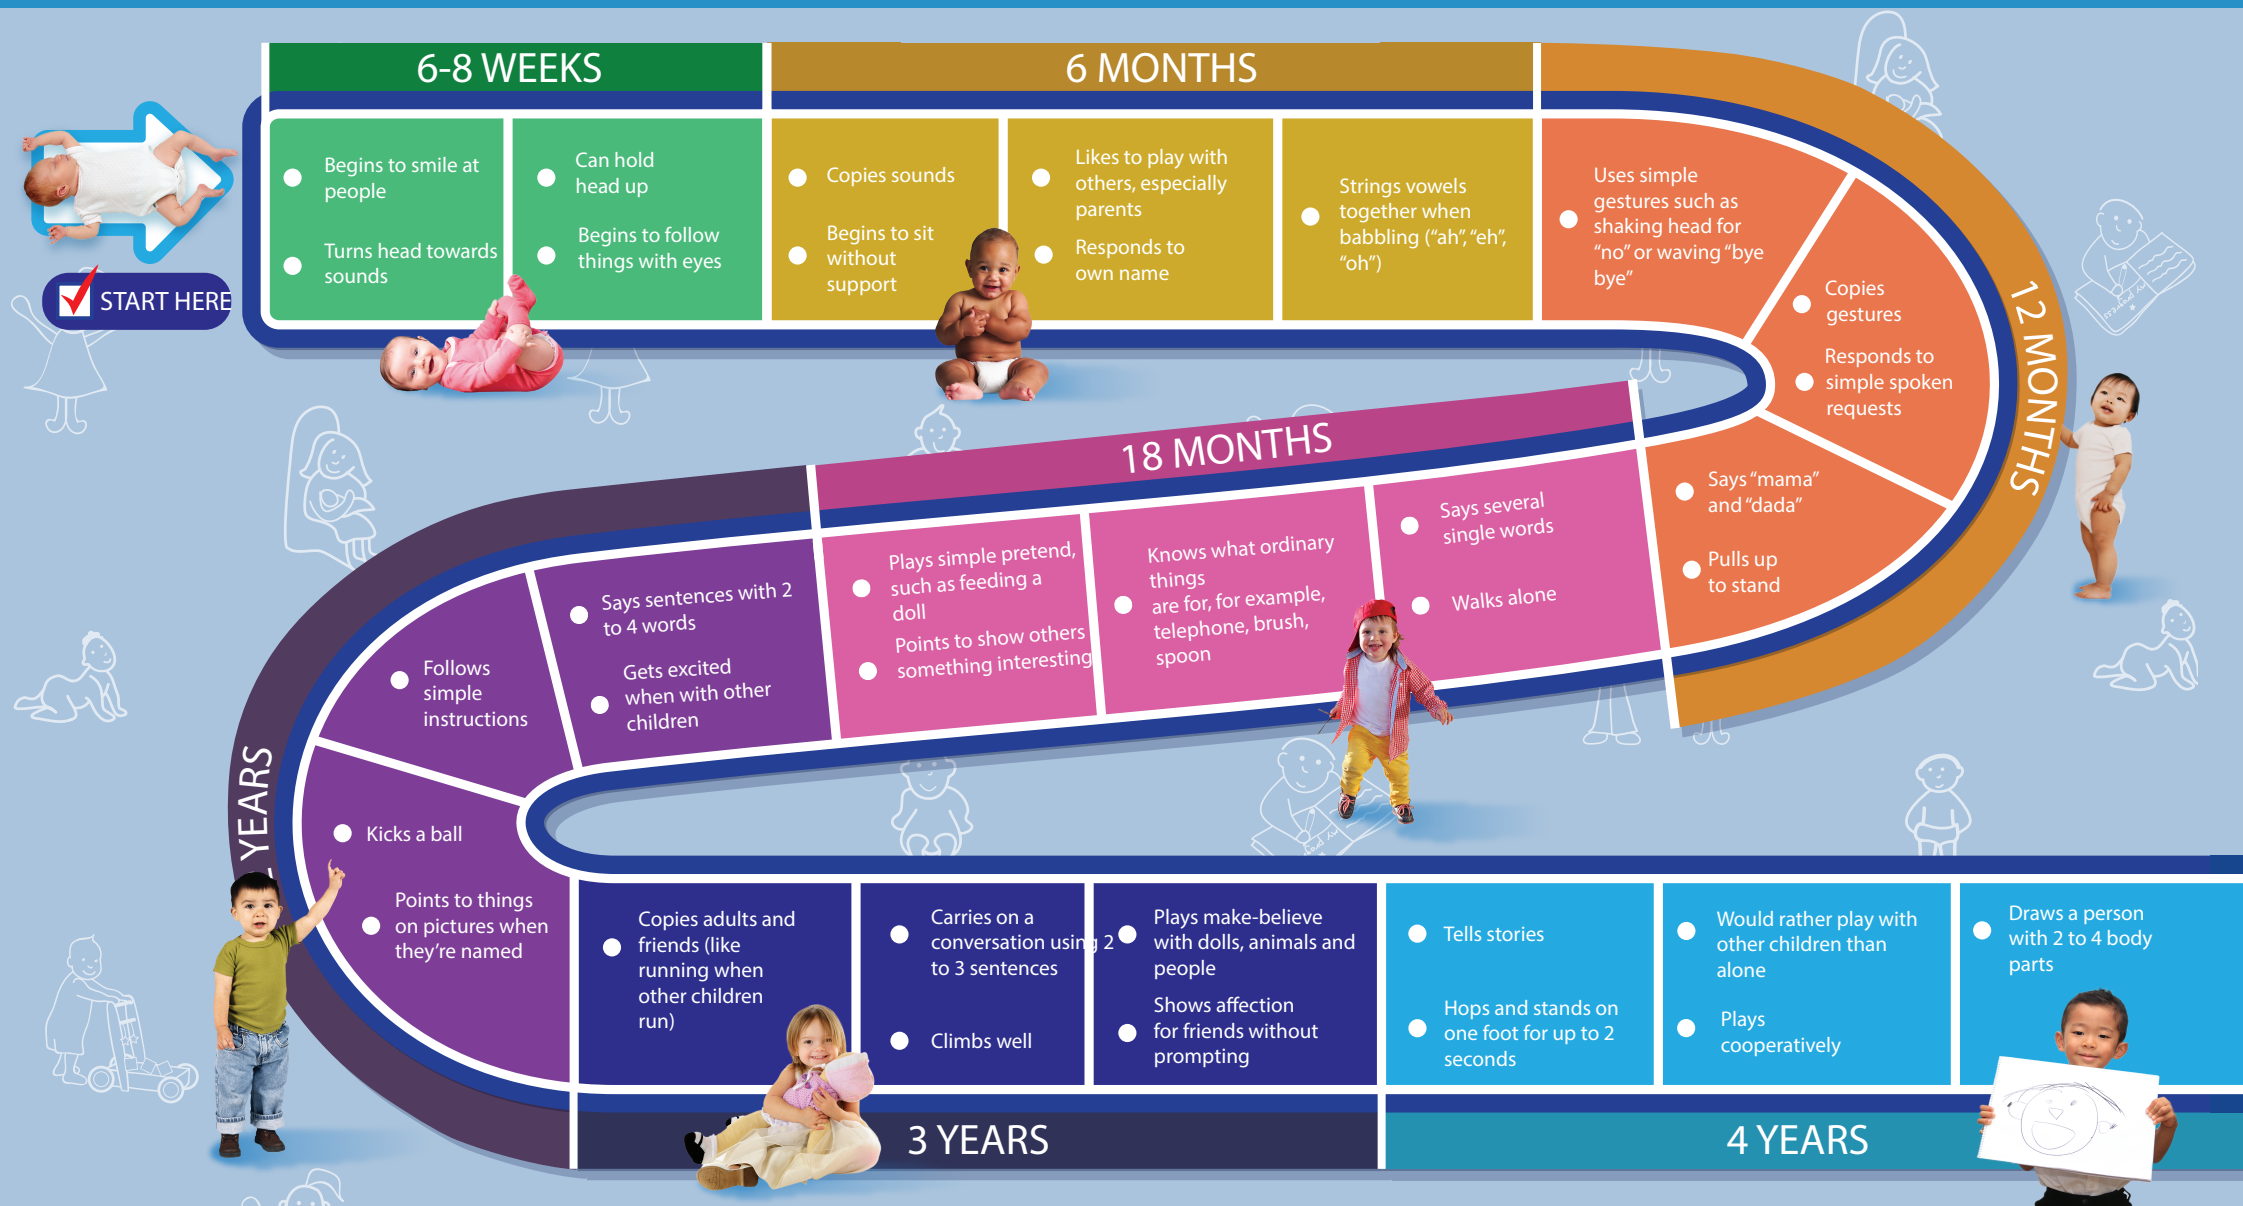 6-8 WEEKS
6 MONTHS
START HERE
Begins to smile at
people
Turns head towards
sounds
Can hold
head up
Begins to follow
things with eyes
Copies sounds
Begins to sit
without
support
Likes to play with
others, especially
parents
Responds to
own name
Strings vowels
together when
babbling (“ah”, “eh”,
“oh”)
12 MONTHS
Uses simple
gestures such as
shaking head for
“no” or waving “bye
bye”
Copies
gestures
Responds to
simple spoken
requests
Says “mama”
and “dada”
Pulls up
to stand
18 MONTHS
Says several
single words
Walks alone
Knows what ordinary
things
are for, for example,
telephone, brush,
spoon
Plays simple pretend,
such as feeding a
doll
Points to show others
something interesting
YEARS
Says sentences with 2
to 4 words
Gets excited
when with other
children
Follows
simple
instructions
Kicks a ball
Points to things
on pictures when
they’re named
Copies adults and
friends (like
running when
other children
run)
Carries on a
conversation using 2
to 3 sentences
Climbs well
Plays make-believe
with dolls, animals and
people
Shows affection
for friends without
prompting
3 YEARS
Tells stories
Hops and stands on
one foot for up to 2
seconds
Would rather play with
other children than
alone
Plays
cooperatively
Draws a person
with 2 to 4 body
parts
4 YEARS